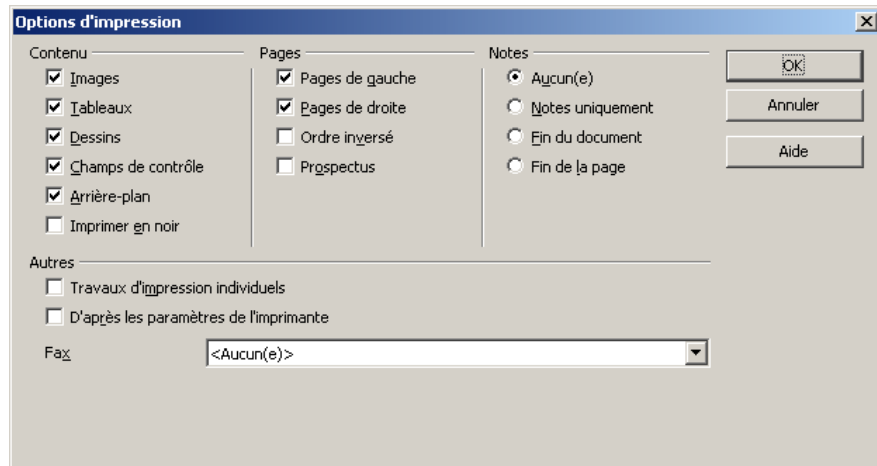 Options d'impression
Contenu
Images
Tableaux
Dessins
Champs de contrôle
Arrière-plan
Imprimer en noir
Pages
Pages de gauche
Pages de droite
Ordre inversé
Prospectus
Notes
Aucun(e)
Notes uniquement
Fin du document
Fin de la page
OK
Annuler
Aide
Autres
Travaux d'impression individuels
D'après les paramètres de l'imprimante
Fax
<Aucun(e)>